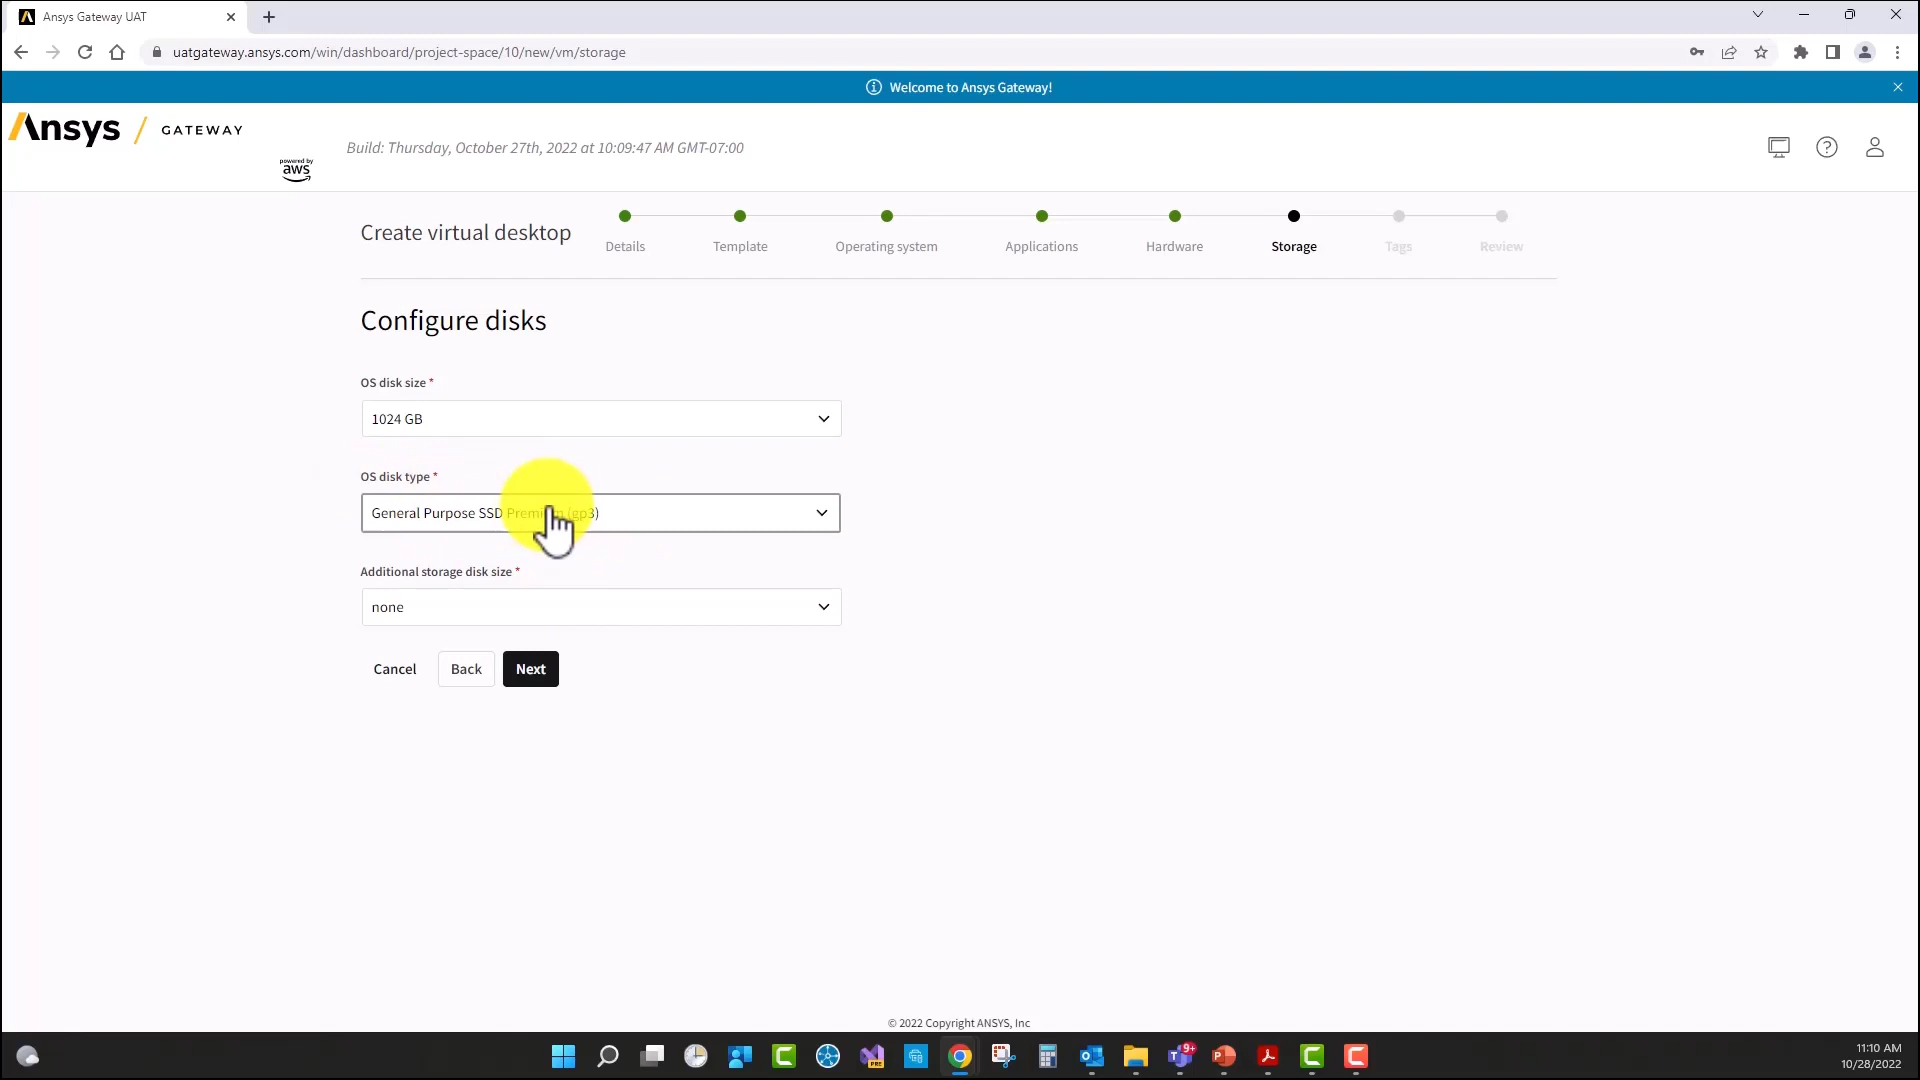 Ansys Gateway UAT
uatgateway.ansys.com/win/dashboard/project-space/10/new/vm/storage
Welcome to Ansys Gateway!
Ansys / GATEWAY
powered by
aws
Build: Thursday, October 27th, 2022 at 10:09:47 AM GMT-07:00
Create virtual desktop
Details
Template
Operating system
Applications
Hardware
Storage
Tags
Review
Configure disks
OS disk size *
1024 GB
OS disk type *
General Purpose SSD Premium (gp3)
Additional storage disk size *
none
Cancel
Back
Next
© 2022 Copyright ANSYS, Inc
PRE
9+
11:10 AM
10/28/2022